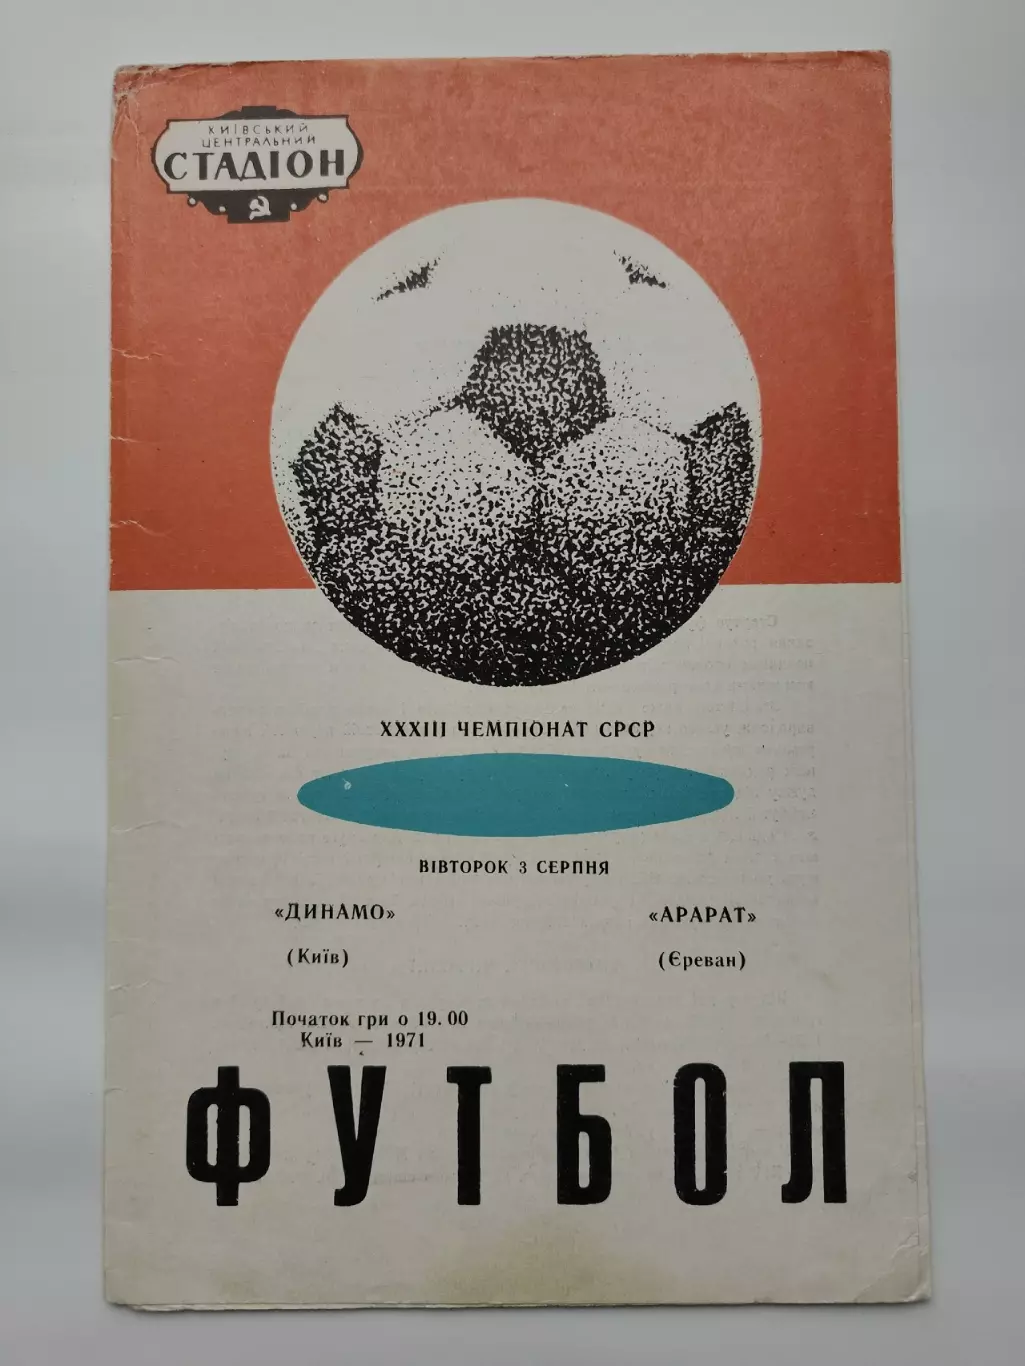 КИЇВСЬКИЙ
ЦЕНТРАЛЬНИЙ
СТАДІОН
XXXIII ЧЕМПІОНАТ СРСР
ВІВТОРОК 3 СЕРПНЯ
«ДИНАМО» «АРАРАТ»
(Київ) (Єреван)
Початок гри о 19.00
Київ — 1971
ФУТБОЛ